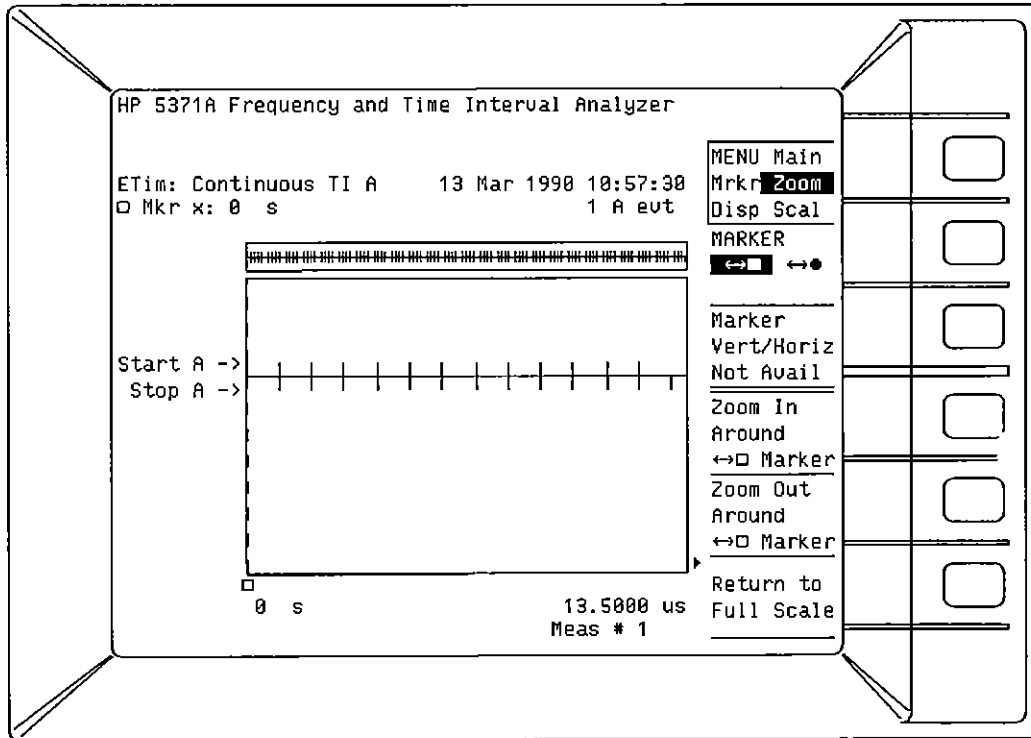 HP 5371A Frequency and Time Interval Analyzer
ETim: Continuous TI A 13 Mar 1990 10:57:30
□ Mkr x: 0 s 1 A evt
MENU Main
Mrkr Zoom
Disp Scal
MARKER
↔■ ↔●
Marker
Vert/Horiz
Not Avail
Zoom In
Around
↔□ Marker
Zoom Out
Around
↔□ Marker
Return to
Full Scale
Start A ->
Stop A ->
0 s 13.5000 us
Meas # 1